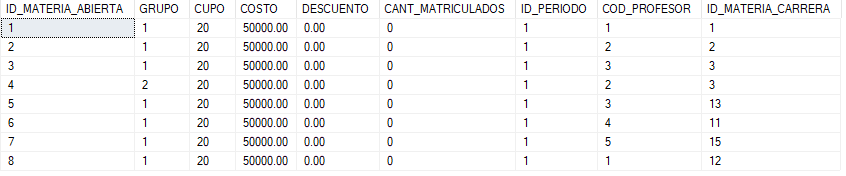 ID_MATERIA_ABIERTA GRUPO CUPO COSTO DESCUENTO CANT_MATRICULADOS ID_PERIODO COD_PROFESOR ID_MATERIA_CARRERA
1 1 20 50000.00 0.00 0 1 1 1
2 1 20 50000.00 0.00 0 1 2 2
3 1 20 50000.00 0.00 0 1 3 3
4 2 20 50000.00 0.00 0 1 2 3
5 1 20 50000.00 0.00 0 1 3 13
6 1 20 50000.00 0.00 0 1 4 11
7 1 20 50000.00 0.00 0 1 5 15
8 1 20 50000.00 0.00 0 1 1 12